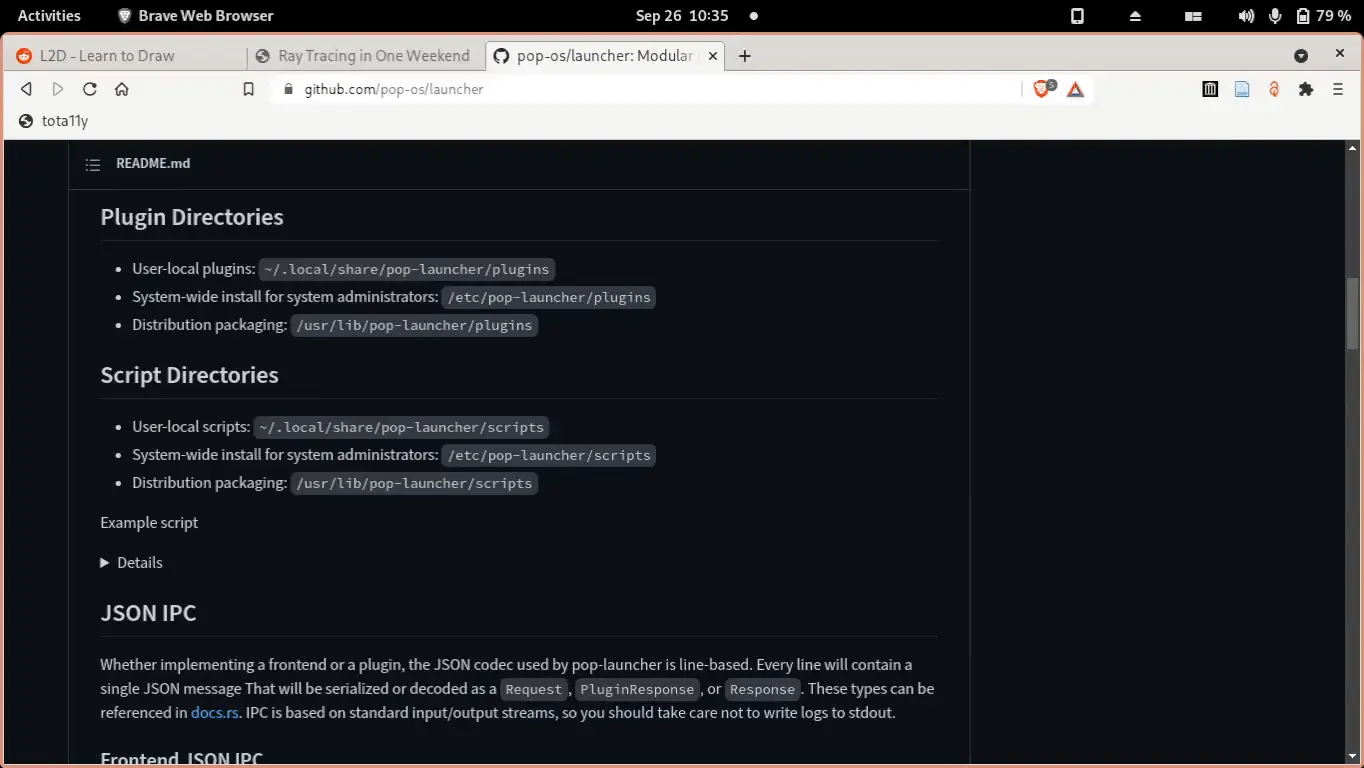 Activities Brave Web Browser Sep 26 10:35 79 %
L2D - Learn to Draw Ray Tracing in One Weekend pop-os/launcher: Modular
github.com/pop-os/launcher 5
tota11y
README.md
Plugin Directories
• User-local plugins: ~/.local/share/pop-launcher/plugins
• System-wide install for system administrators: /etc/pop-launcher/plugins
• Distribution packaging: /usr/lib/pop-launcher/plugins
Script Directories
• User-local scripts: ~/.local/share/pop-launcher/scripts
• System-wide install for system administrators: /etc/pop-launcher/scripts
• Distribution packaging: /usr/lib/pop-launcher/scripts
Example script
Details
JSON IPC
Whether implementing a frontend or a plugin, the JSON codec used by pop-launcher is line-based. Every line will contain a
single JSON message That will be serialized or decoded as a Request, PluginResponse, or Response. These types can be
referenced in docs.rs. IPC is based on standard input/output streams, so you should take care not to write logs to stdout.
Frontend JSON IPC